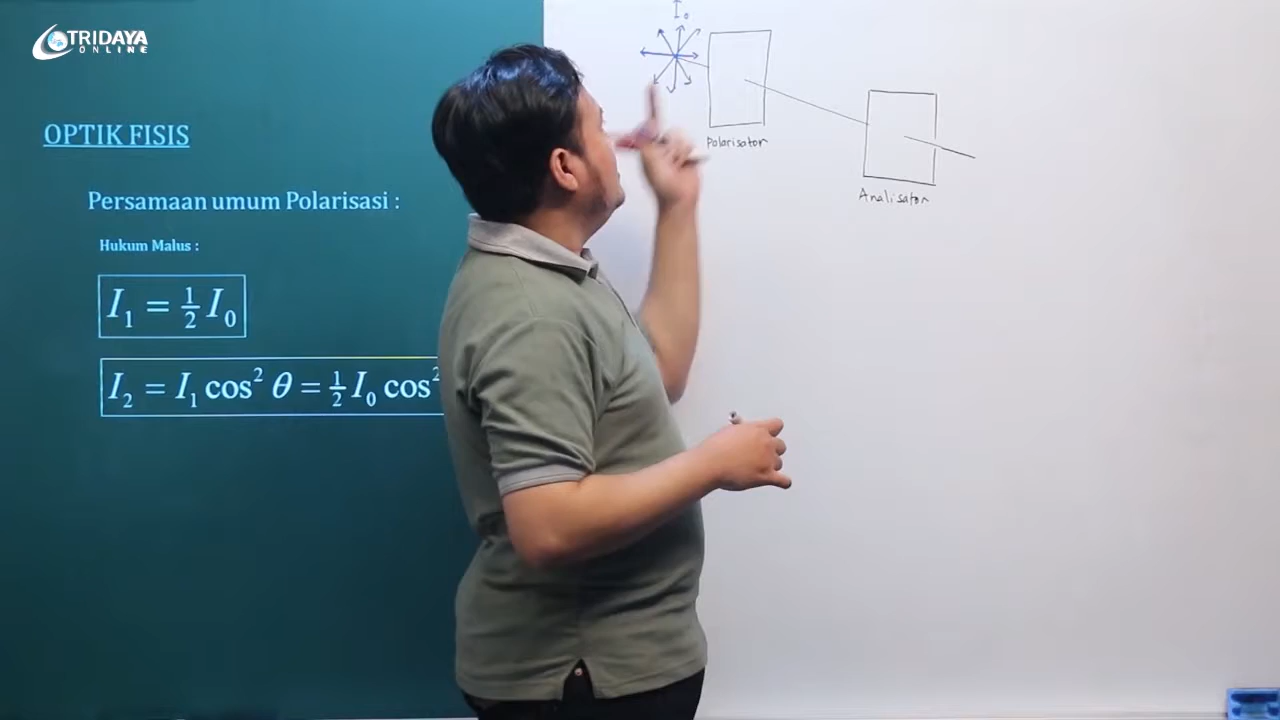 TRIDAYA
ONLINE
OPTIK FISIS
Persamaan umum Polarisasi :
Hukum Malus :
I₁ = ½ I₀
I₂ = I₁ cos² θ = ½ I₀ cos²
I₀
Polarisator
Analisator